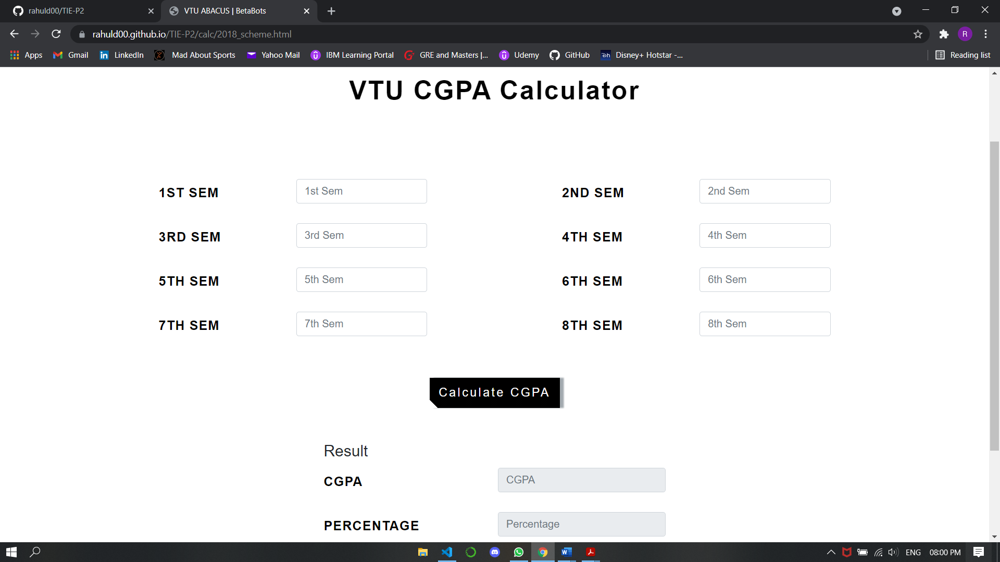 rahuld00/TIE-P2
VTU ABACUS | BetaBots
rahuld00.github.io/TIE-P2/calc/2018_scheme.html
R
Apps Gmail LinkedIn Mad About Sports Yahoo Mail IBM Learning Portal GRE and Masters |... Udemy GitHub Disney+ Hotstar -... Reading list
VTU CGPA Calculator
1ST SEM 1st Sem 2ND SEM 2nd Sem
3RD SEM 3rd Sem 4TH SEM 4th Sem
5TH SEM 5th Sem 6TH SEM 6th Sem
7TH SEM 7th Sem 8TH SEM 8th Sem
Calculate CGPA
Result
CGPA CGPA
PERCENTAGE Percentage
ENG 08:00 PM